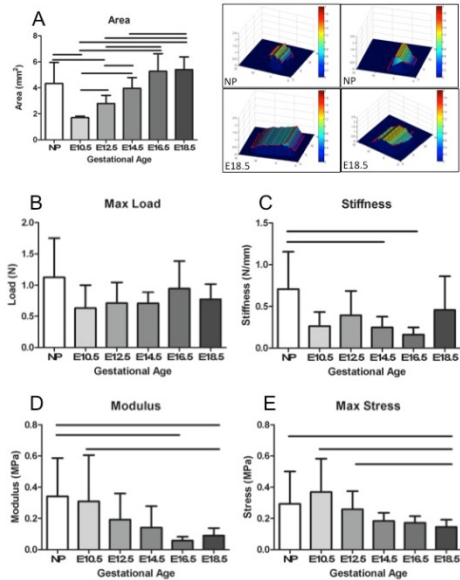 A
Area
Area (mm²)
6
4
2
0
NP E10.5 E12.5 E14.5 E16.5 E18.5
Gestational Age
NP
NP
E18.5
E18.5
B
Max Load
Load (N)
2.0
1.5
1.0
0.5
0.0
NP E10.5 E12.5 E14.5 E16.5 E18.5
Gestational Age
C
Stiffness
Stiffness (N/mm)
1.5
1.0
0.5
0.0
NP E10.5 E12.5 E14.5 E16.5 E18.5
Gestational Age
D
Modulus
Modulus (MPa)
0.8
0.6
0.4
0.2
0.0
NP E10.5 E12.5 E14.5 E16.5 E18.5
Gestational Age
E
Max Stress
Stress (MPa)
0.8
0.6
0.4
0.2
0.0
NP E10.5 E12.5 E14.5 E16.5 E18.5
Gestational Age